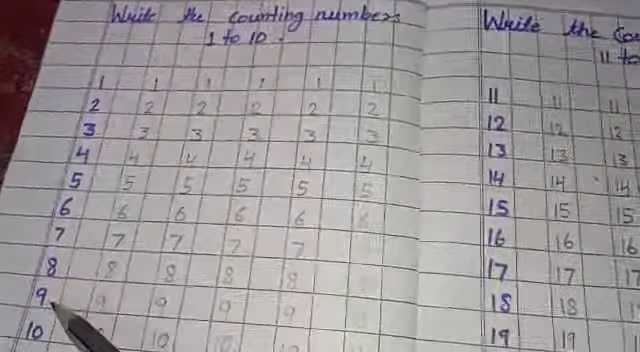 Write the counting numbers
1 to 10.
1 1 1 1 1 1
2 2 2 2 2 2
3 3 3 3 3 3
4 4 4 4 4 4
5 5 5 5 5 5
6 6 6 6 6 6
7 7 7 7 7
8 8 8 8 8
9 9 9 9 9
10 10 10
Write the
11 to
11 11 11
12 12 12
13 13 13
14 14 14
15 15 15
16 16 16
17 17 17
18 18
19 19